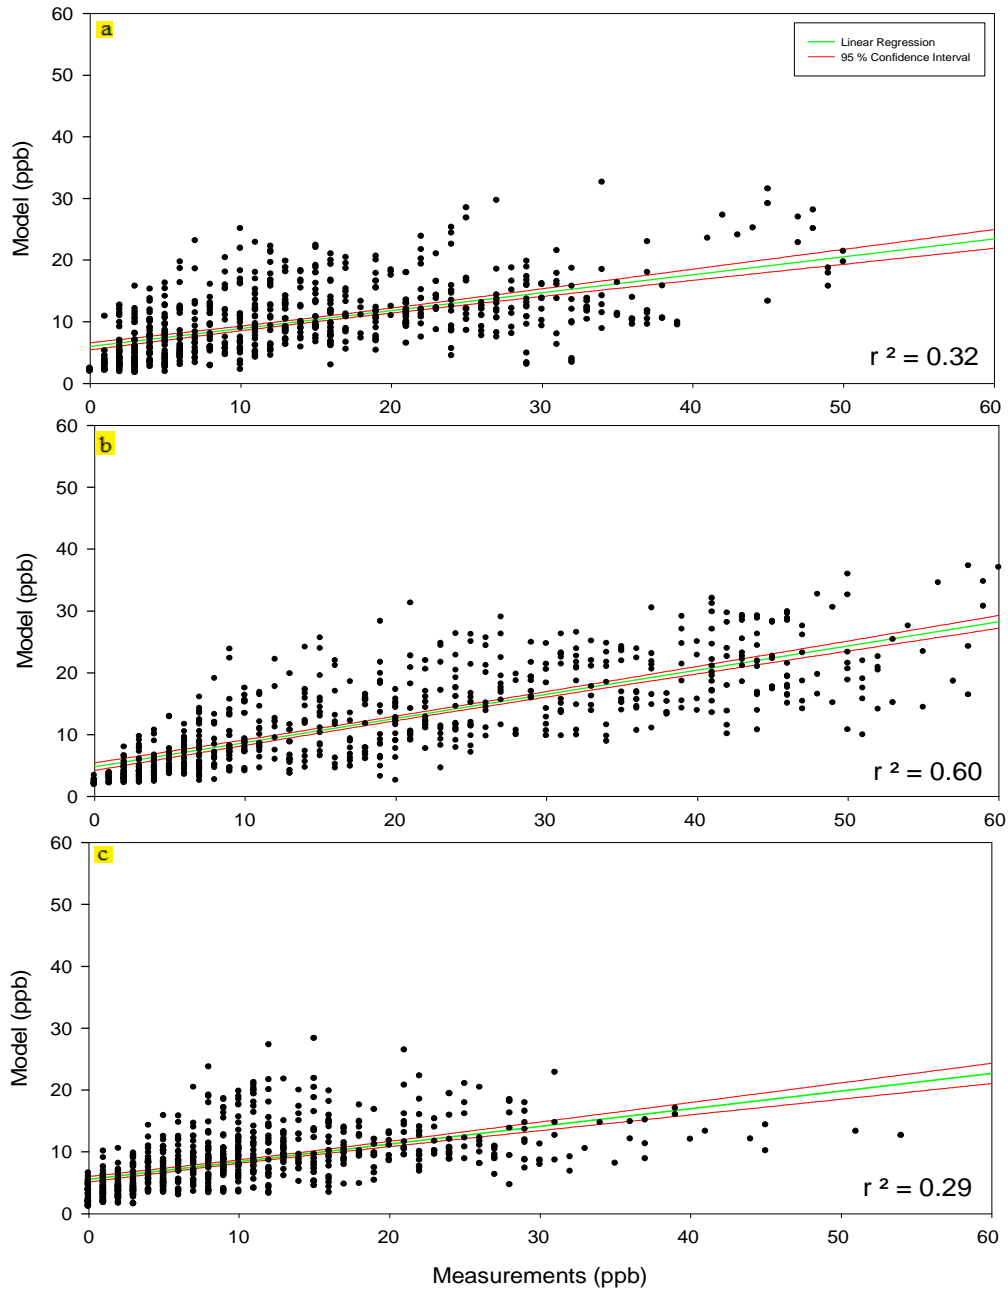 a
Linear Regression
95 % Confidence Interval
60
50
40
30
20
10
0
Model (ppb)
r ² = 0.32
0 10 20 30 40 50 60
b
60
50
40
30
20
10
0
Model (ppb)
r ² = 0.60
0 10 20 30 40 50 60
c
60
50
40
30
20
10
0
Model (ppb)
r ² = 0.29
0 10 20 30 40 50 60
Measurements (ppb)